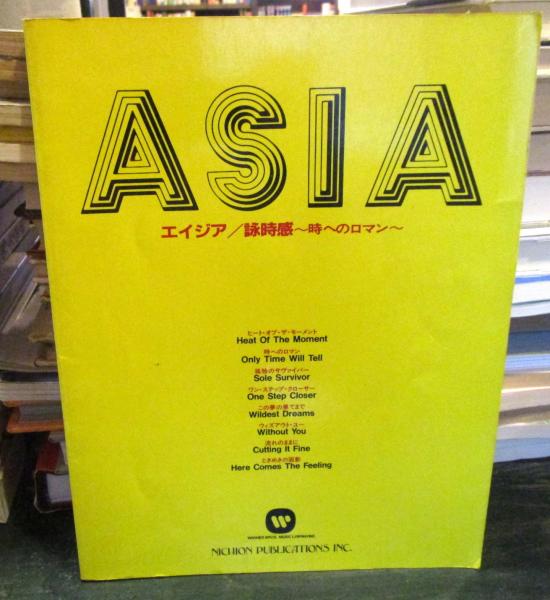 ASIA
エイジア/詠時感〜時へのロマン〜
ヒート・オブ・ザ・モーメント
Heat Of The Moment
時へのロマン
Only Time Will Tell
孤独のサヴァイバー
Sole Survivor
ワン・ステップ・クローサー
One Step Closer
この夢の果てまで
Wildest Dreams
ウィズアウト・ユー
Without You
流れのままに
Cutting It Fine
ときめきの面影
Here Comes The Feeling
NICHION PUBLICATIONS INC.